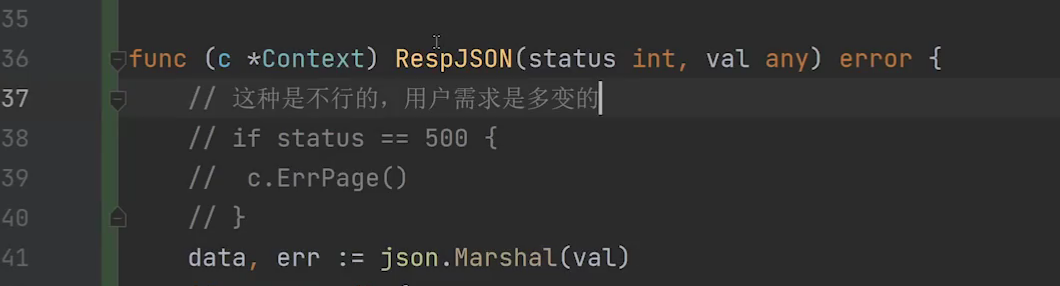 35
36 func (c *Context) RespJSON(status int, val any) error {
37 // 这种是不行的，用户需求是多变的
38 // if status == 500 {
39 //  c.ErrPage()
40 // }
41 data, err := json.Marshal(val)